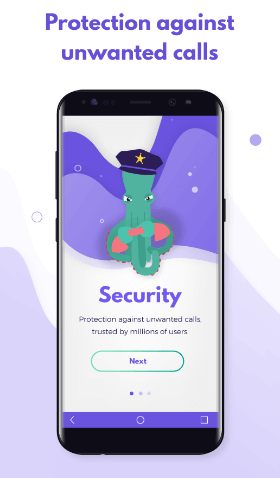 Protection against
unwanted calls
Security
Protection against unwanted calls,
trusted by millions of users
Next